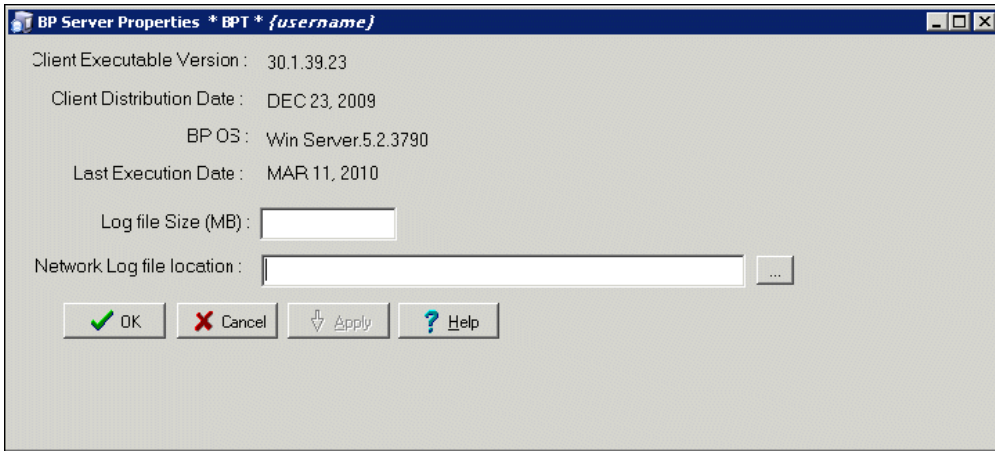 BP Server Properties * BPT * {username}
Client Executable Version : 30.1.39.23
Client Distribution Date : DEC 23, 2009
BP OS : Win Server.5.2.3790
Last Execution Date : MAR 11, 2010
Log file Size (MB) :
Network Log file location : ...
OK Cancel Apply Help